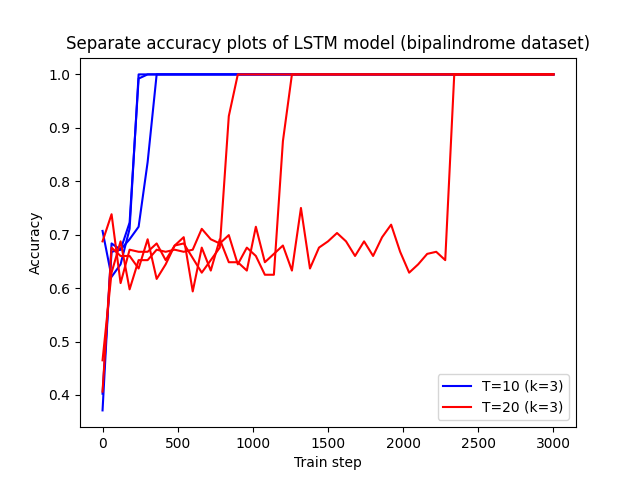 Separate accuracy plots of LSTM model (bipalindrome dataset)
1.0
0.9
0.8
0.7
0.6
0.5
0.4
Accuracy
0
500
1000
1500
2000
2500
3000
Train step
T=10 (k=3)
T=20 (k=3)